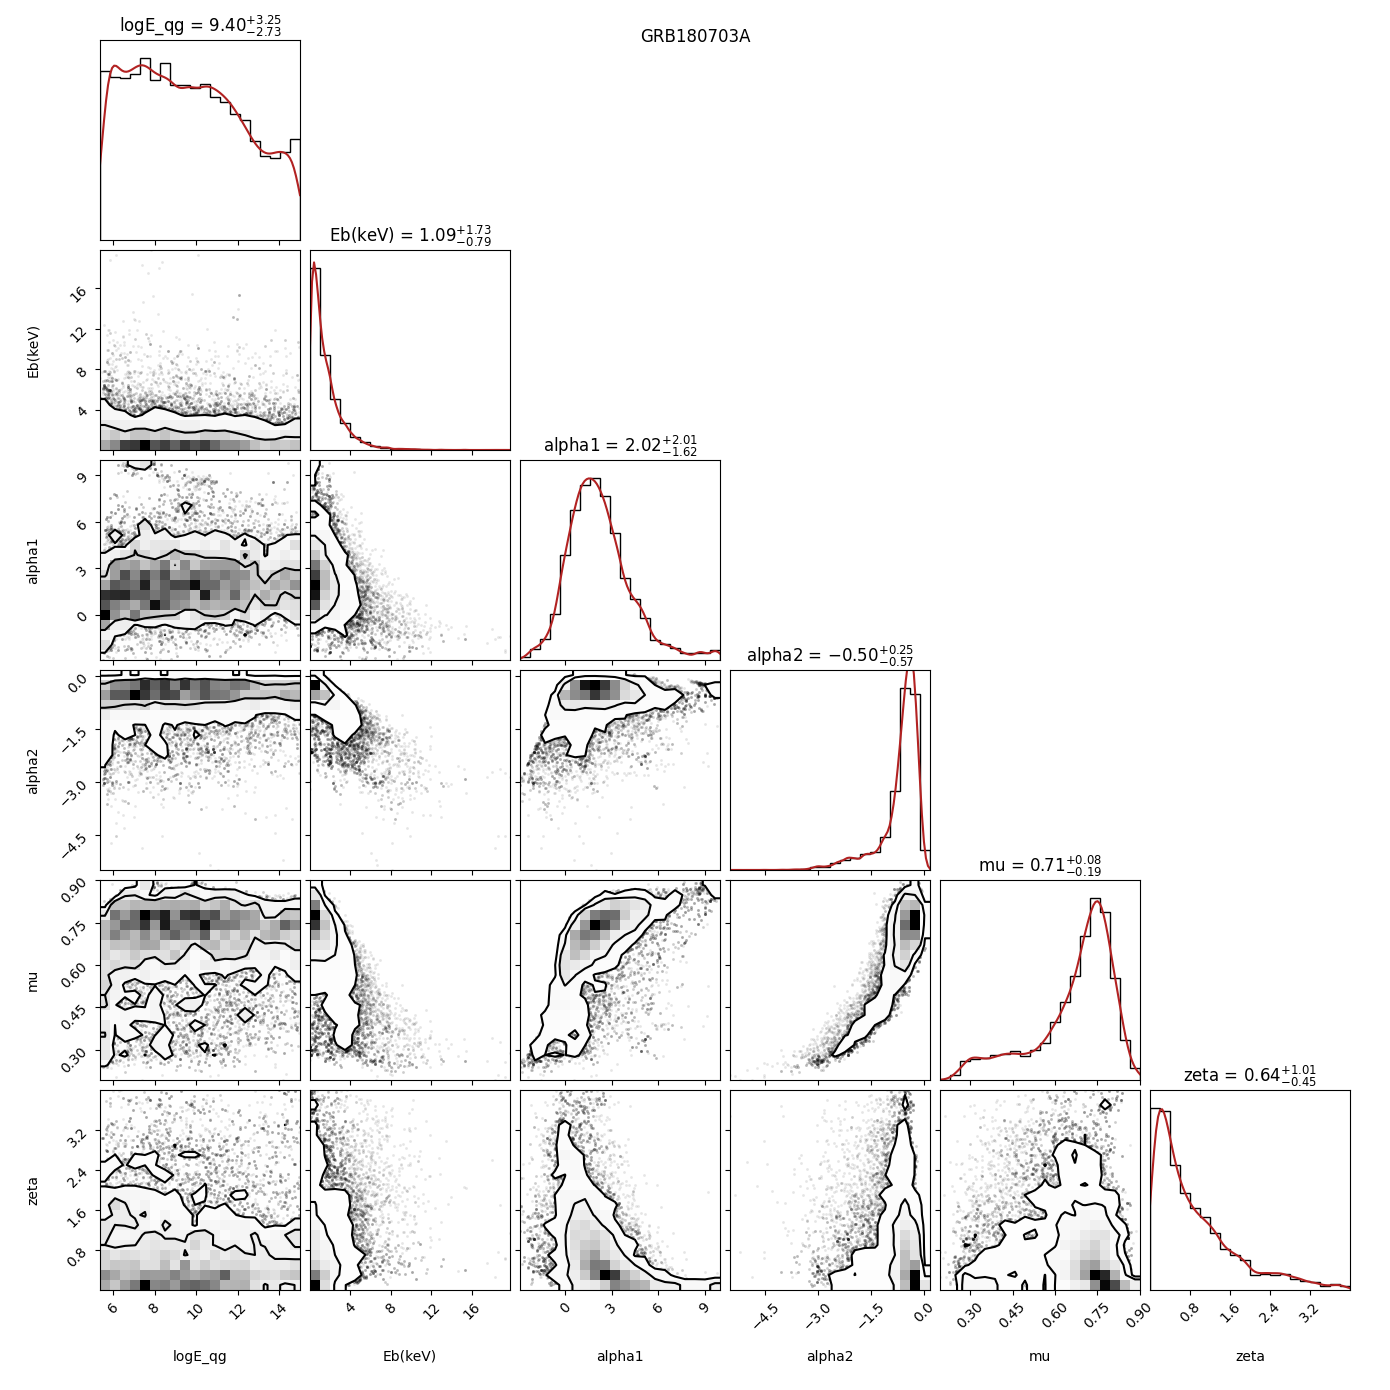 GRB180703A
logE_qg = 9.40+3.25 −2.73
Eb(keV) = 1.09+1.73 −0.79
16
12
8
4
Eb(keV)
alpha1 = 2.02+2.01 −1.62
9
6
3
0
alpha1
alpha2 = −0.50+0.25 −0.57
0.0
−1.5
−3.0
−4.5
alpha2
mu = 0.71+0.08 −0.19
0.90
0.75
0.60
0.45
0.30
mu
zeta = 0.64+1.01 −0.45
3.2
2.4
1.6
0.8
zeta
6 8 10 12 14
4 8 12 16
0 3 6 9
−4.5 −3.0 −1.5 0.0
0.30 0.45 0.60 0.75 0.90
0.8 1.6 2.4 3.2
logE_qg
Eb(keV)
alpha1
alpha2
mu
zeta